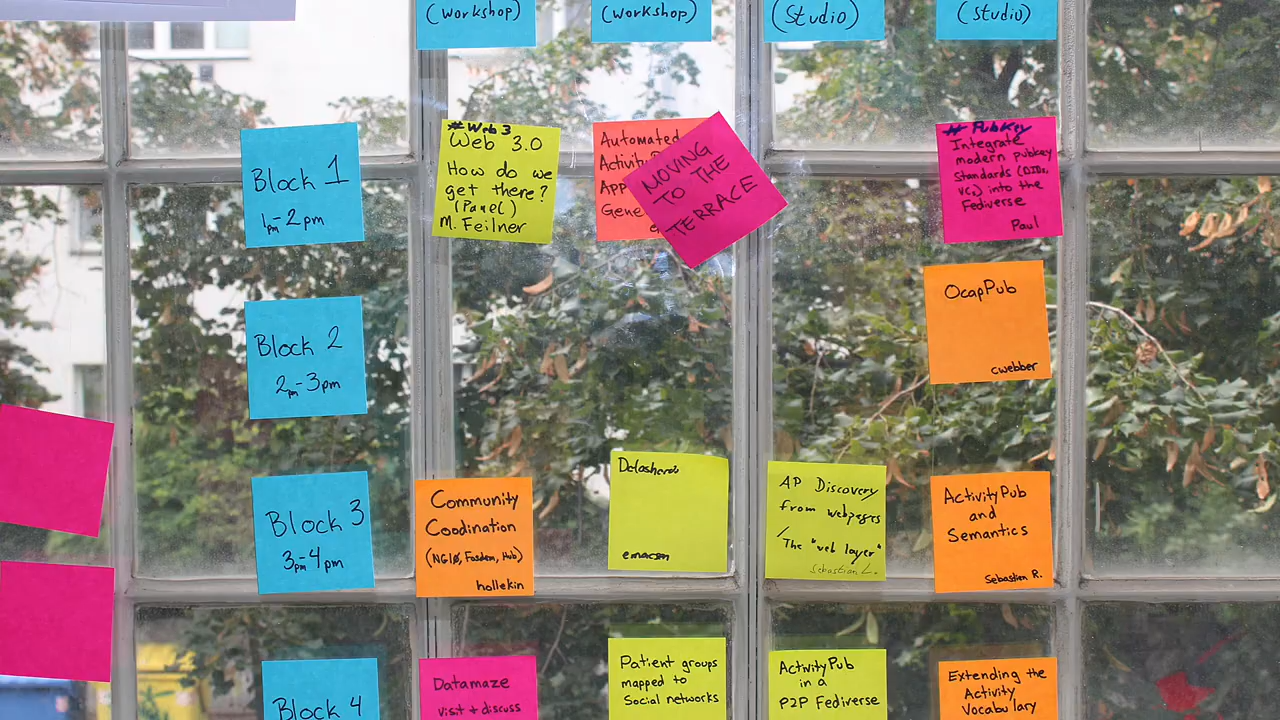 (workshop)
(workshop)
(Studio)
(Studio)
Block 1
1pm-2pm
#Web3
Web 3.0
How do we
get there?
(Panel)
M. Feilner
Automated
MOVING
TO THE
TERRACE
# PubKey
Integrate
modern pubkey
Standards (DIDs,
VCs) into the
Fediverse
Paul
Block 2
2pm-3pm
OcapPub
cwebber
Block 3
3pm-4pm
Community
Coodination
(NGI0, Fosdem, Hub)
hollekin
Datashards
emacsen
AP Discovery
from webpages
/The "web layer"
Sebastian L.
ActivityPub
and
Semantics
Sebastian R.
Block 4
Datamaze
visit + discuss
Patient groups
mapped to
Social networks
ActivityPub
in a
P2P Fediverse
Extending the
Activity
Vocabulary